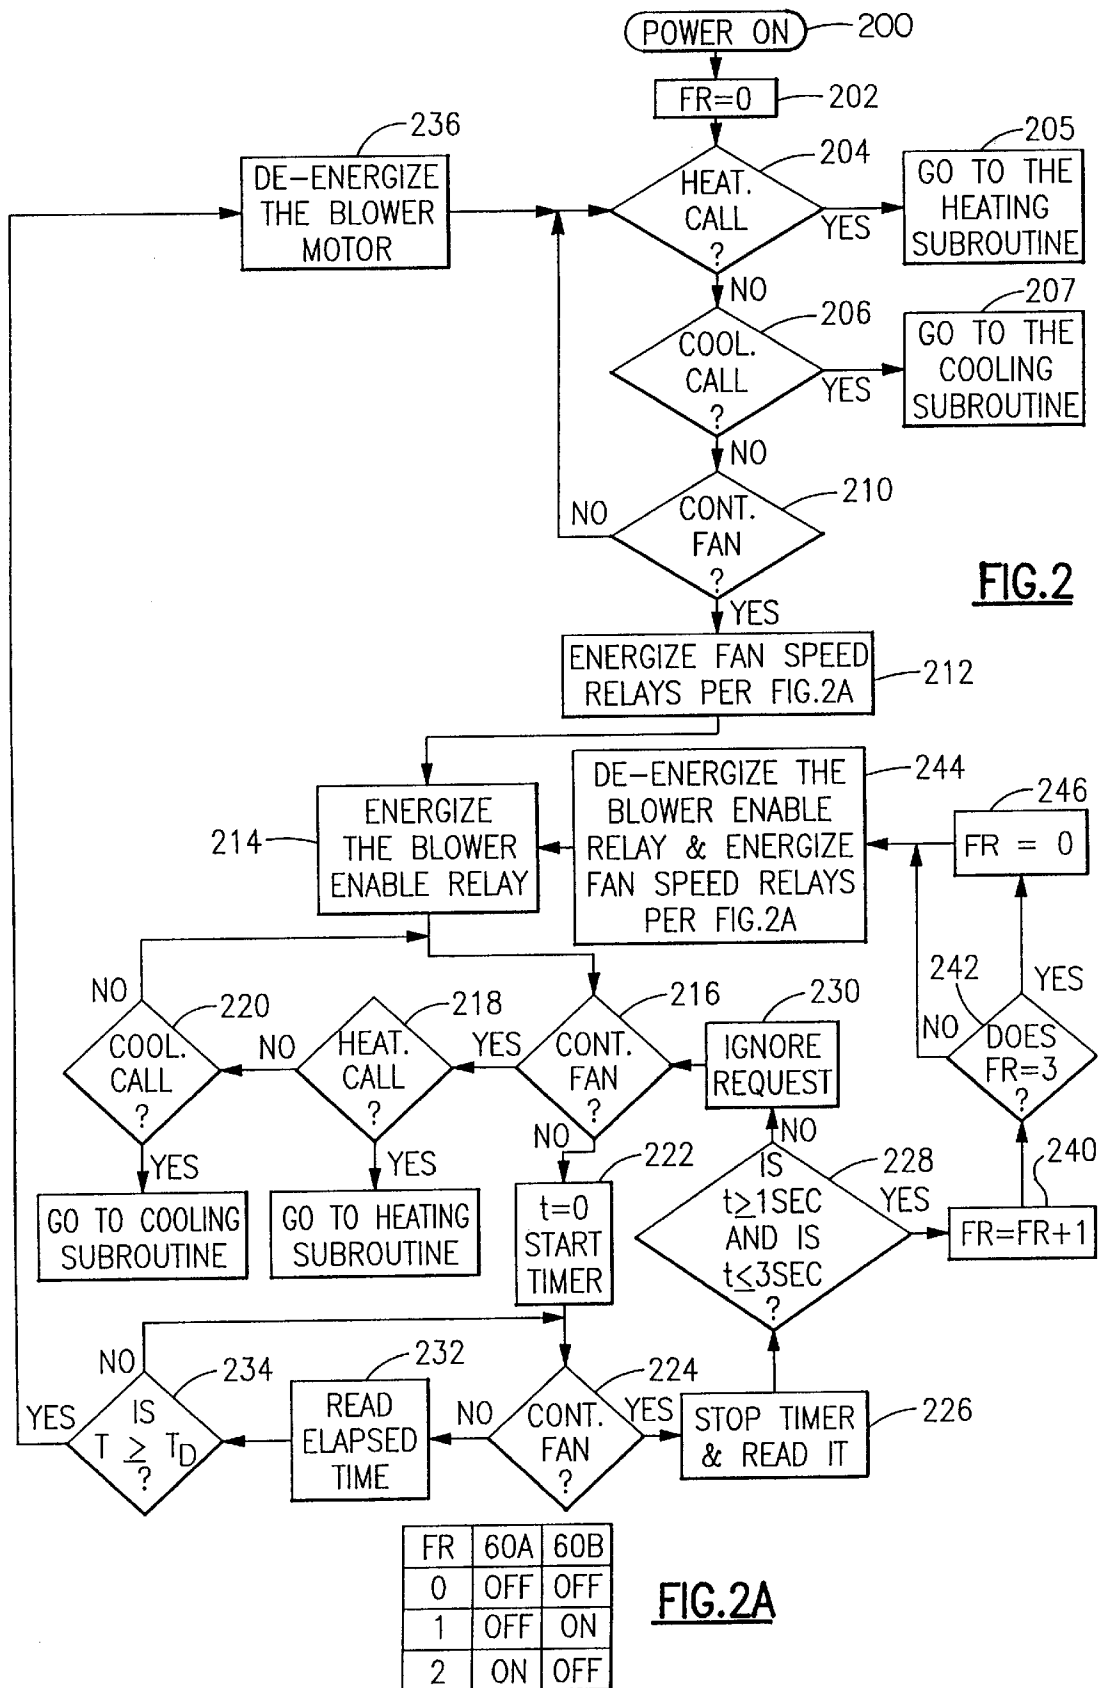 POWER ON
200
FR=0
202
236
DE-ENERGIZE
THE BLOWER
MOTOR
HEAT.
CALL
?
204
YES
205
GO TO THE
HEATING
SUBROUTINE
NO
COOL.
CALL
?
206
YES
207
GO TO THE
COOLING
SUBROUTINE
NO
CONT.
FAN
?
210
NO
YES
FIG.2
ENERGIZE FAN SPEED
RELAYS PER FIG.2A
212
214
ENERGIZE
THE BLOWER
ENABLE RELAY
DE-ENERGIZE THE
BLOWER ENABLE
RELAY & ENERGIZE
FAN SPEED RELAYS
PER FIG.2A
244
246
FR = 0
NO
COOL.
CALL
?
220
YES
NO
HEAT.
CALL
?
218
YES
YES
CONT.
FAN
?
216
NO
230
IGNORE
REQUEST
242
NO
YES
DOES
FR=3
?
GO TO COOLING
SUBROUTINE
GO TO HEATING
SUBROUTINE
222
t=0
START
TIMER
NO
IS
t≥1SEC
AND IS
t≤3SEC
?
228
YES
240
FR=FR+1
NO
234
YES
IS
T ≥ TD
?
232
READ
ELAPSED
TIME
NO
CONT.
FAN
?
224
YES
STOP TIMER
& READ IT
226
FR 60A 60B
0 OFF OFF
1 OFF ON
2 ON OFF
FIG.2A